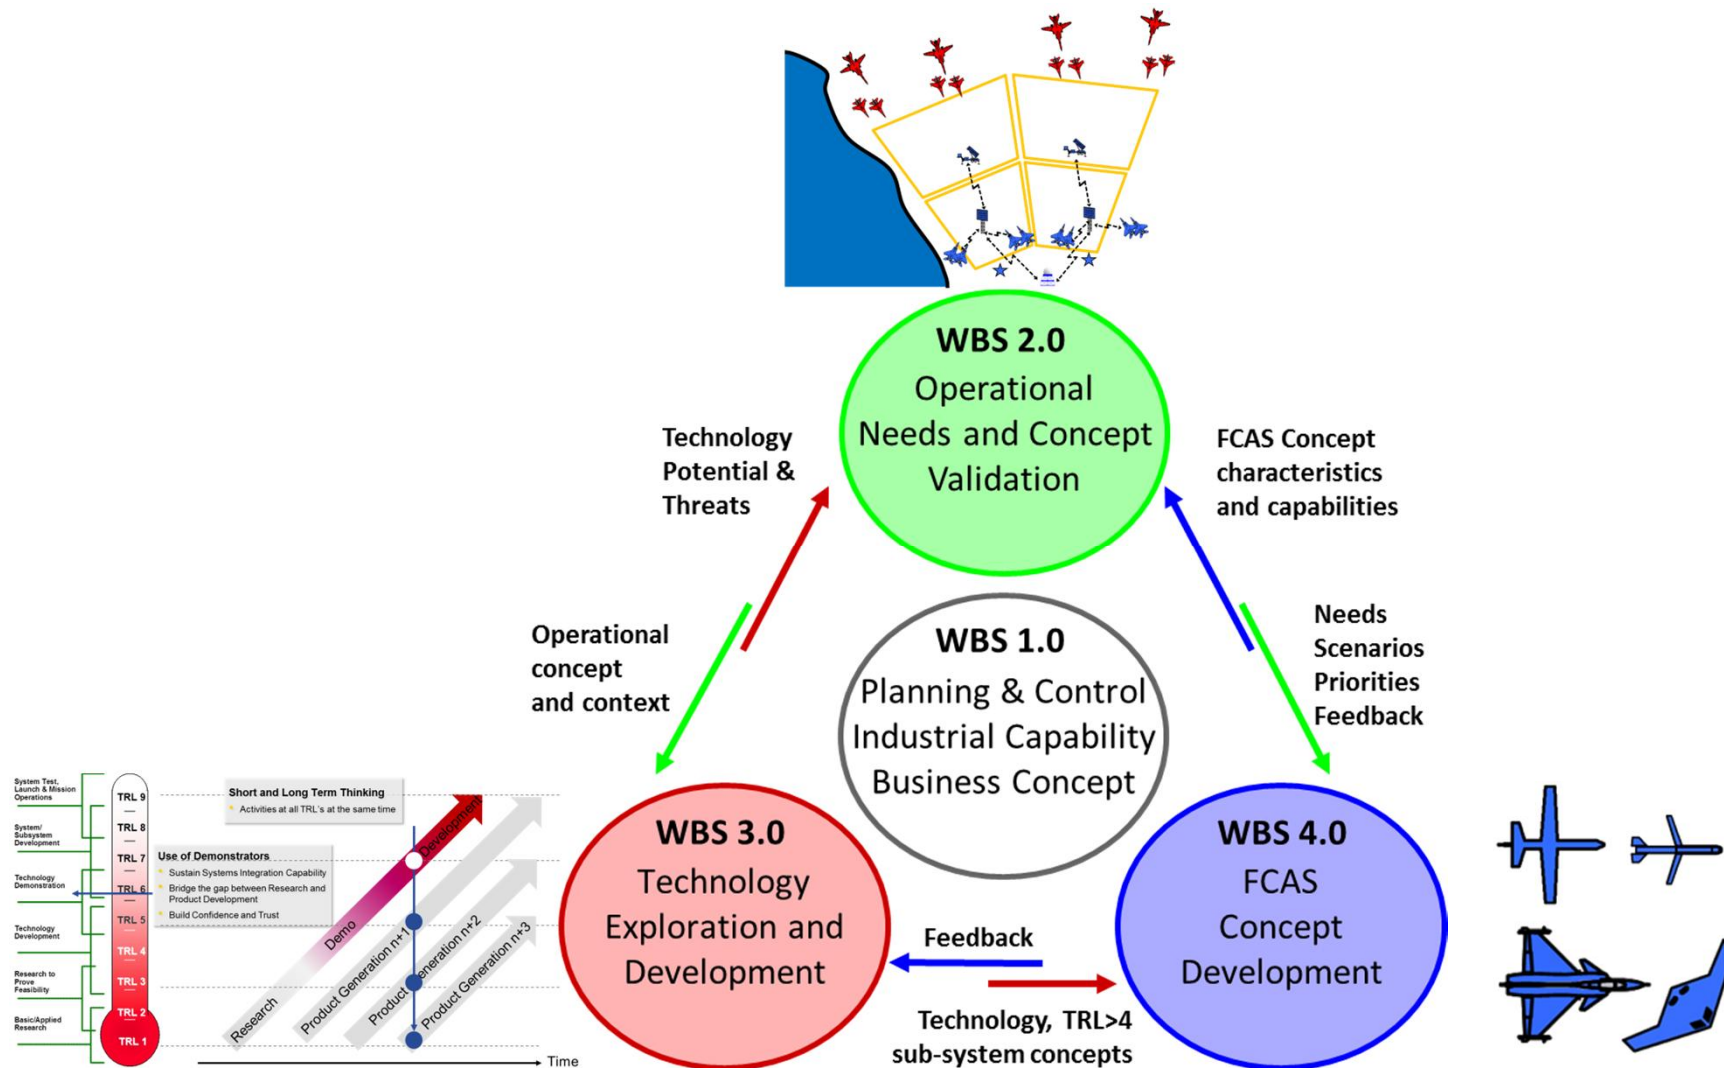 WBS 2.0
Operational
Needs and Concept
Validation
Technology
Potential &
Threats
FCAS Concept
characteristics
and capabilities
Operational
concept
and context
Needs
Scenarios
Priorities
Feedback
WBS 1.0
Planning & Control
Industrial Capability
Business Concept
WBS 3.0
Technology
Exploration and
Development
WBS 4.0
FCAS
Concept
Development
Feedback
Technology, TRL>4
sub-system concepts
System Test,
Launch & Mission
Operations
System/
Subsystem
Development
Technology
Demonstration
Technology
Development
Research to
Prove
Feasibility
Basic/Applied
Research
TRL 9
TRL 8
TRL 7
TRL 6
TRL 5
TRL 4
TRL 3
TRL 2
TRL 1
Short and Long Term Thinking
Activities at all TRL's at the same time
Use of Demonstrators
Sustain Systems Integration Capability
Bridge the gap between Research and
Product Development
Build Confidence and Trust
Research
Demo
Development
Product Generation n+1
Product Generation n+2
Product Generation n+3
Time